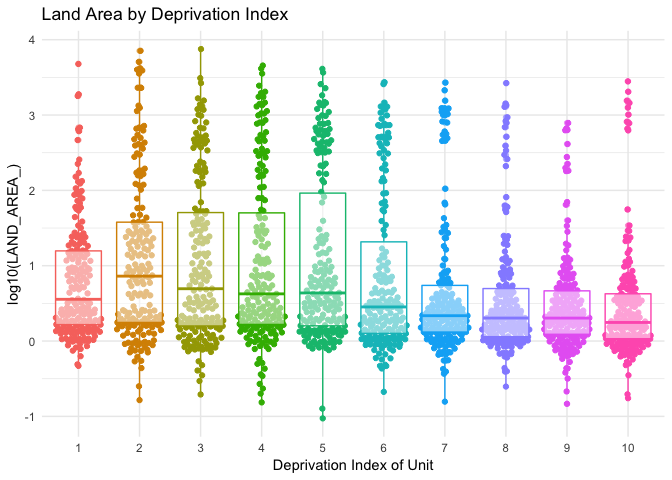 Land Area by Deprivation Index
4
3
2
1
0
-1
log10(LAND_AREA_)
1 2 3 4 5 6 7 8 9 10
Deprivation Index of Unit